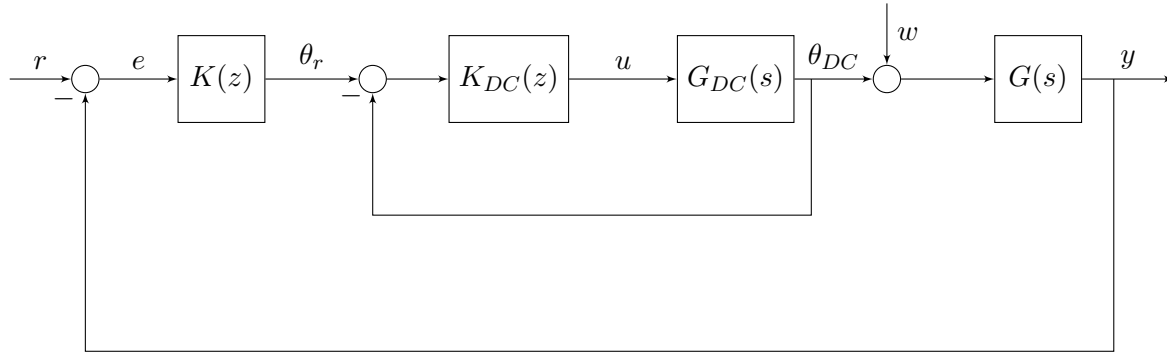 r
−
e
K(z)
θ_r
−
K_{DC}(z)
u
G_{DC}(s)
θ_{DC}
w
G(s)
y